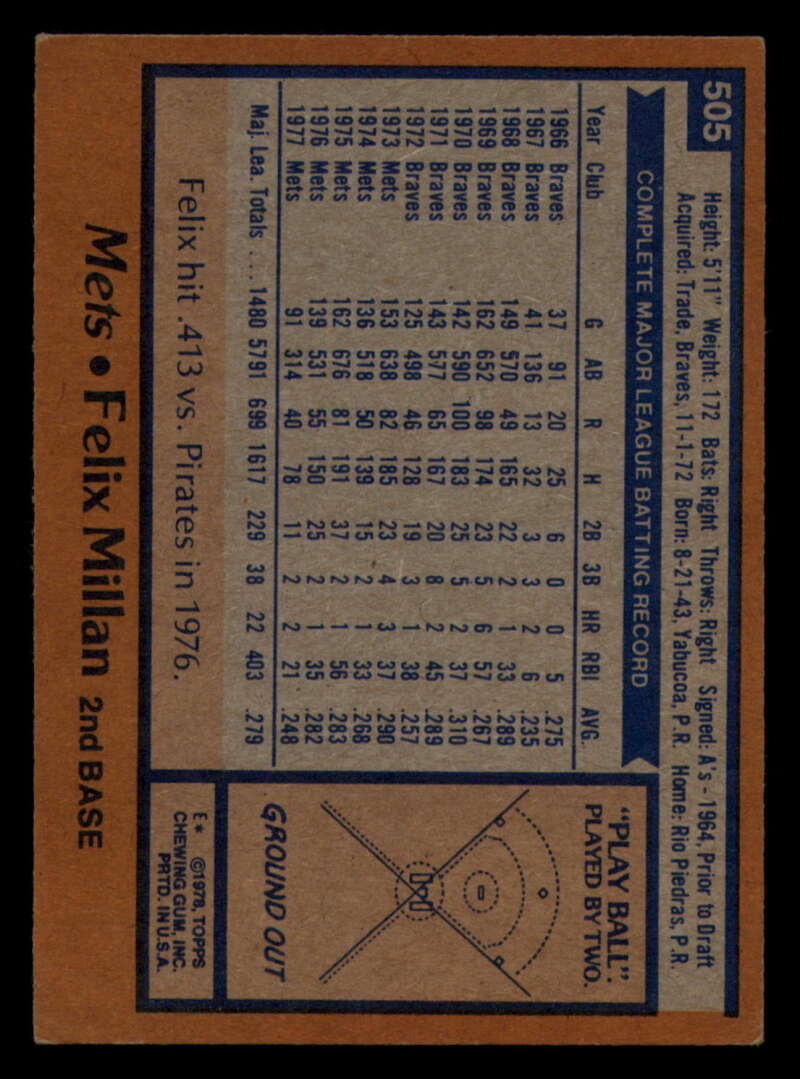 505
Height: 5'11" Weight: 172 Bats: Right Throws: Right Signed: A's - 1964, Prior to Draft
Acquired: Trade, Braves, 11-1-72 Born: 8-21-43, Yabucoa, P.R. Home: Rio Piedras, P.R.
COMPLETE MAJOR LEAGUE BATTING RECORD
Year Club G AB R H 2B 3B HR RBI AVG.
1966 Braves 37 91 20 25 6 0 0 5 .275
1967 Braves 41 136 13 32 3 3 2 6 .235
1968 Braves 149 570 49 165 22 2 1 33 .289
1969 Braves 162 652 98 174 23 5 6 57 .267
1970 Braves 142 590 100 183 25 5 2 37 .310
1971 Braves 143 577 65 167 20 8 2 45 .289
1972 Braves 125 498 46 128 19 3 1 38 .257
1973 Mets 153 638 82 185 23 4 3 37 .290
1974 Mets 136 518 50 139 15 2 1 33 .268
1975 Mets 162 676 81 191 37 2 1 56 .283
1976 Mets 139 531 55 150 25 2 1 35 .282
1977 Mets 91 314 40 78 11 2 2 21 .248
Maj. Lea. Totals .... 1480 5791 699 1617 229 38 22 403 .279
Felix hit .413 vs. Pirates in 1976.
"PLAY BALL".
PLAYED BY TWO.
GROUND OUT
E* ©1978, TOPPS
CHEWING GUM, INC.
PRTD. IN U.S.A.
Mets • Felix Millan 2nd BASE